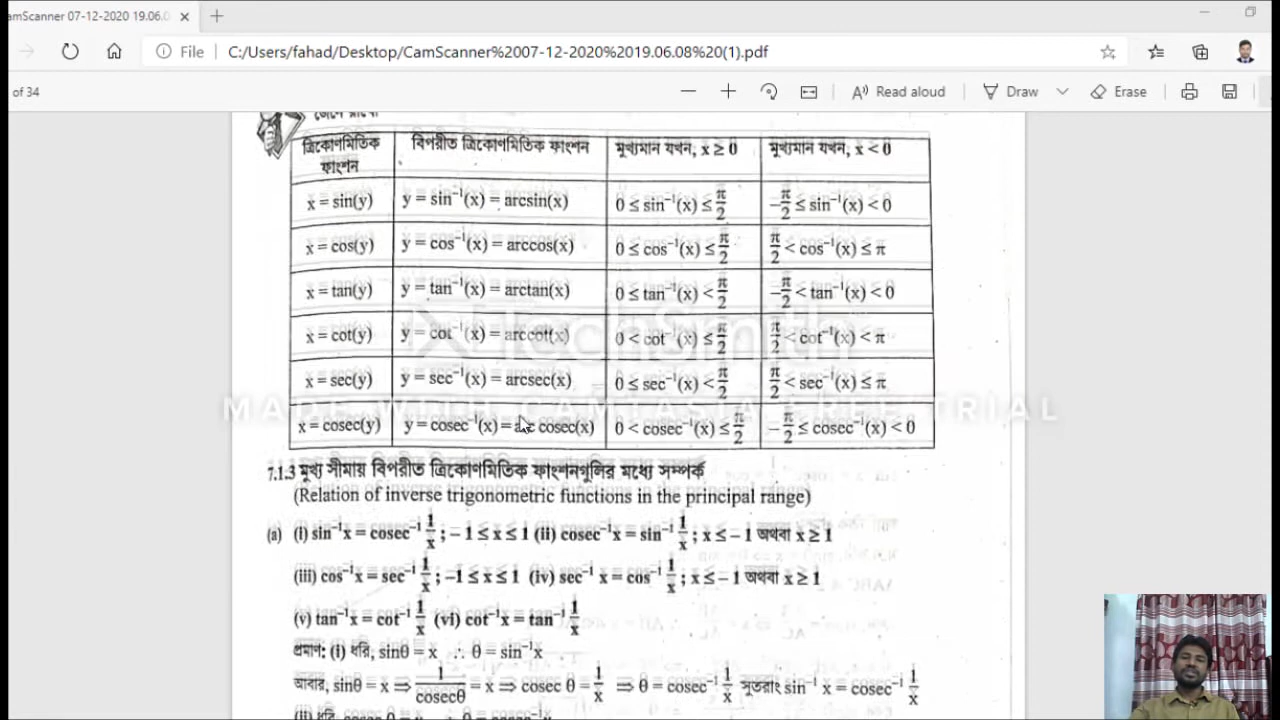 amScanner 07-12-2020 19.06.0
File C:/Users/fahad/Desktop/CamScanner%2007-12-2020%2019.06.08%20(1).pdf
of 34 Read aloud Draw Erase
ত্রিকোণমিতিক ফাংশন বিপরীত ত্রিকোণমিতিক ফাংশন মুখ্যমান যখন, x ≥ 0 মুখ্যমান যখন, x < 0
x = sin(y) y = sin⁻¹(x) = arcsin(x) 0 ≤ sin⁻¹(x) ≤ π/2 −π/2 ≤ sin⁻¹(x) < 0
x = cos(y) y = cos⁻¹(x) = arccos(x) 0 ≤ cos⁻¹(x) ≤ π/2 π/2 < cos⁻¹(x) ≤ π
x = tan(y) y = tan⁻¹(x) = arctan(x) 0 ≤ tan⁻¹(x) < π/2 −π/2 < tan⁻¹(x) < 0
x = cot(y) y = cot⁻¹(x) = arccot(x) 0 < cot⁻¹(x) ≤ π/2 π/2 < cot⁻¹(x) < π
TechSmith
x = sec(y) y = sec⁻¹(x) = arcsec(x) 0 ≤ sec⁻¹(x) < π/2 π/2 < sec⁻¹(x) ≤ π
MADE WITH CAMTASIA FREE TRIAL
x = cosec(y) y = cosec⁻¹(x) = arc cosec(x) 0 < cosec⁻¹(x) ≤ π/2 −π/2 ≤ cosec⁻¹(x) < 0
7.1.3 মুখ্য সীমায় বিপরীত ত্রিকোণমিতিক ফাংশনগুলির মধ্যে সম্পর্ক
(Relation of inverse trigonometric functions in the principal range)
(a) (i) sin⁻¹x = cosec⁻¹ 1/x ; −1 ≤ x ≤ 1 (ii) cosec⁻¹x = sin⁻¹ 1/x ; x ≤ −1 অথবা x ≥ 1
(iii) cos⁻¹x = sec⁻¹ 1/x ; −1 ≤ x ≤ 1 (iv) sec⁻¹ x = cos⁻¹ 1/x ; x ≤ −1 অথবা x ≥ 1
(v) tan⁻¹x = cot⁻¹ 1/x (vi) cot⁻¹x = tan⁻¹ 1/x
প্রমাণ: (i) ধরি, sinθ = x ∴ θ = sin⁻¹x
আবার, sinθ = x ⇒ 1/cosecθ = x ⇒ cosec θ = 1/x ⇒ θ = cosec⁻¹ 1/x সুতরাং sin⁻¹ x = cosec⁻¹ 1/x